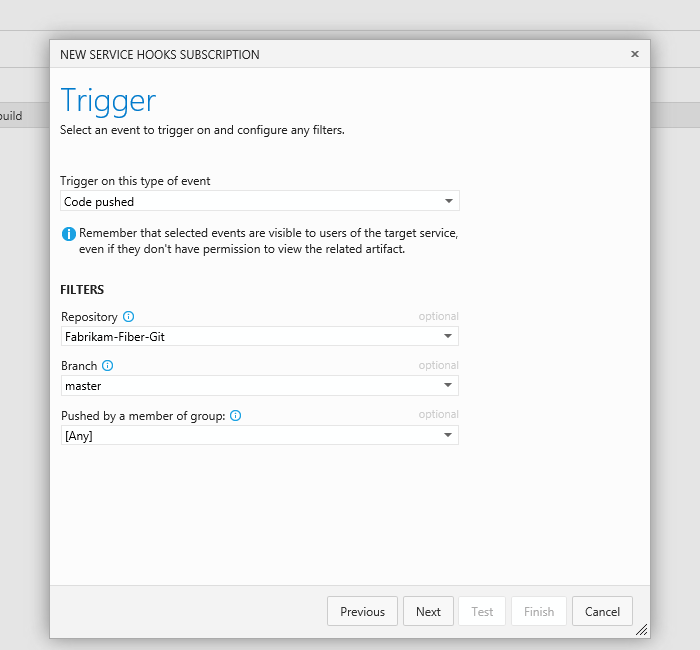 NEW SERVICE HOOKS SUBSCRIPTION
Trigger
Select an event to trigger on and configure any filters.
build
Trigger on this type of event
Code pushed
Remember that selected events are visible to users of the target service,
even if they don't have permission to view the related artifact.
FILTERS
Repository optional
Fabrikam-Fiber-Git
Branch optional
master
Pushed by a member of group: optional
[Any]
Previous Next Test Finish Cancel